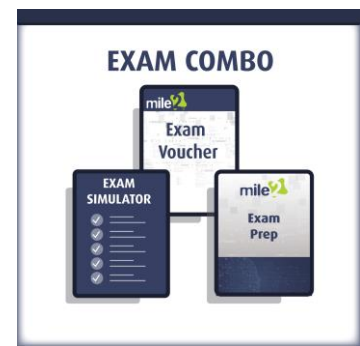 EXAM COMBO
mile2
Exam
Voucher
EXAM
SIMULATOR
mile2
Exam
Prep